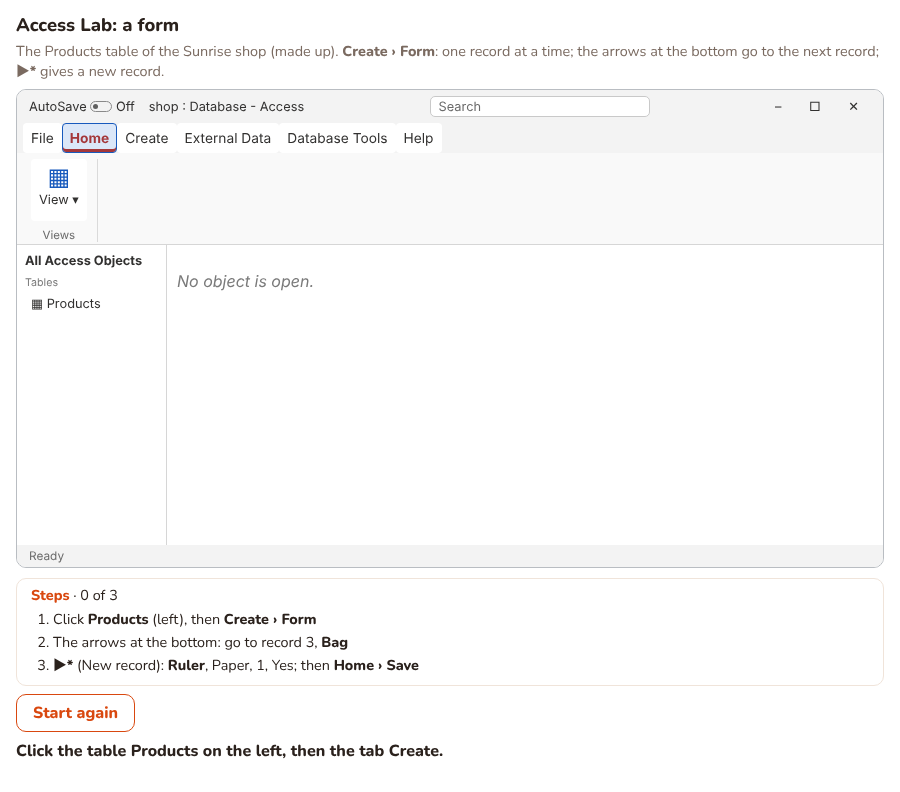 Access Lab: a form
The Products table of the Sunrise shop (made up). Create › Form: one record at a time; the arrows at the bottom go to the next record;
▶* gives a new record.
AutoSave Off shop : Database - Access Search – ☐ ✕
File Home Create External Data Database Tools Help
▦
View ▾
Views
All Access Objects
Tables
▦ Products
No object is open.
Ready
Steps · 0 of 3
1. Click Products (left), then Create › Form
2. The arrows at the bottom: go to record 3, Bag
3. ▶* (New record): Ruler, Paper, 1, Yes; then Home › Save
Start again
Click the table Products on the left, then the tab Create.